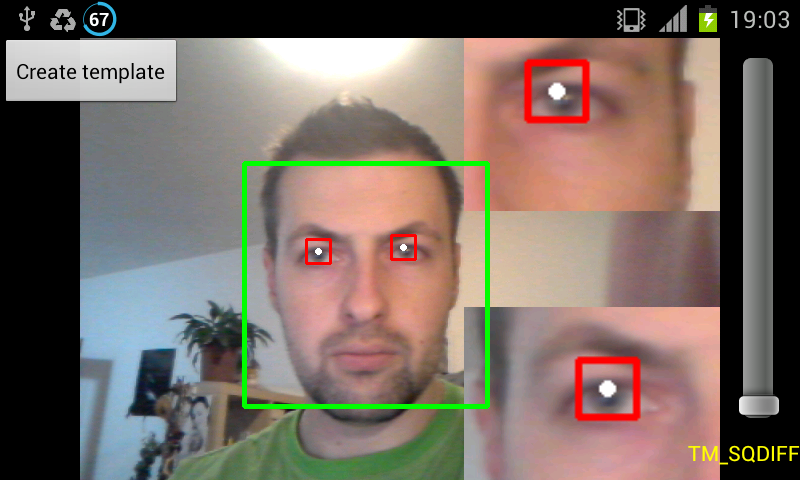 67
19:03
Create template
TM_SQDIFF